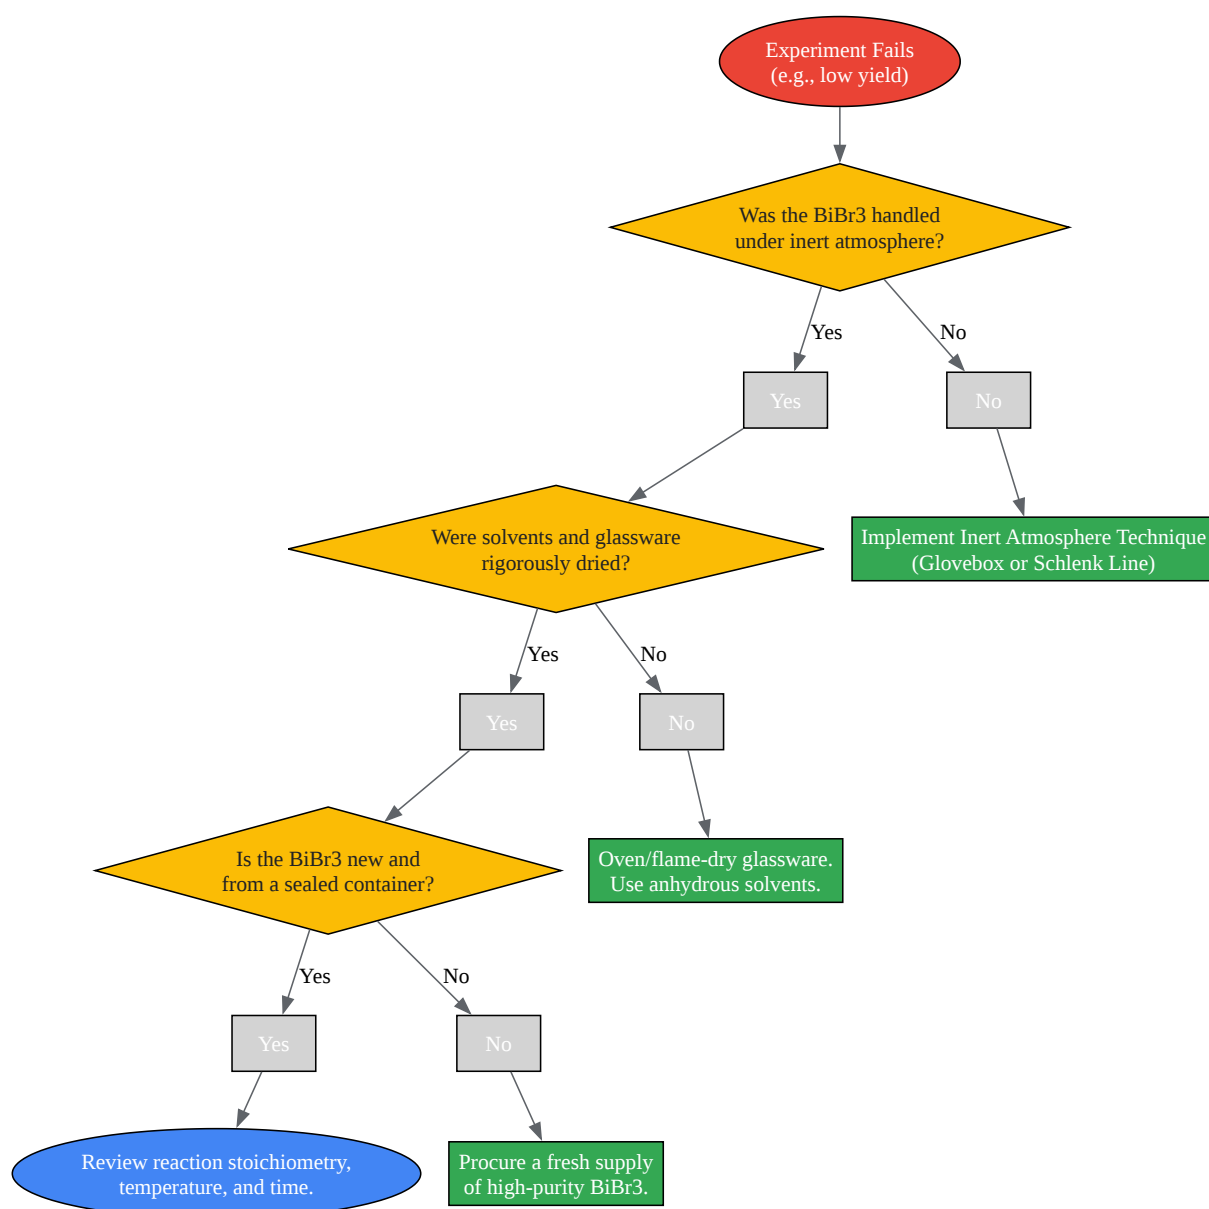 Experiment Fails
(e.g., low yield)
Was the BiBr3 handled
under inert atmosphere?
Yes
No
Yes
No
Were solvents and glassware
rigorously dried?
Implement Inert Atmosphere Technique
(Glovebox or Schlenk Line)
Yes
No
Yes
No
Is the BiBr3 new and
from a sealed container?
Oven/flame-dry glassware.
Use anhydrous solvents.
Yes
No
Yes
No
Review reaction stoichiometry,
temperature, and time.
Procure a fresh supply
of high-purity BiBr3.